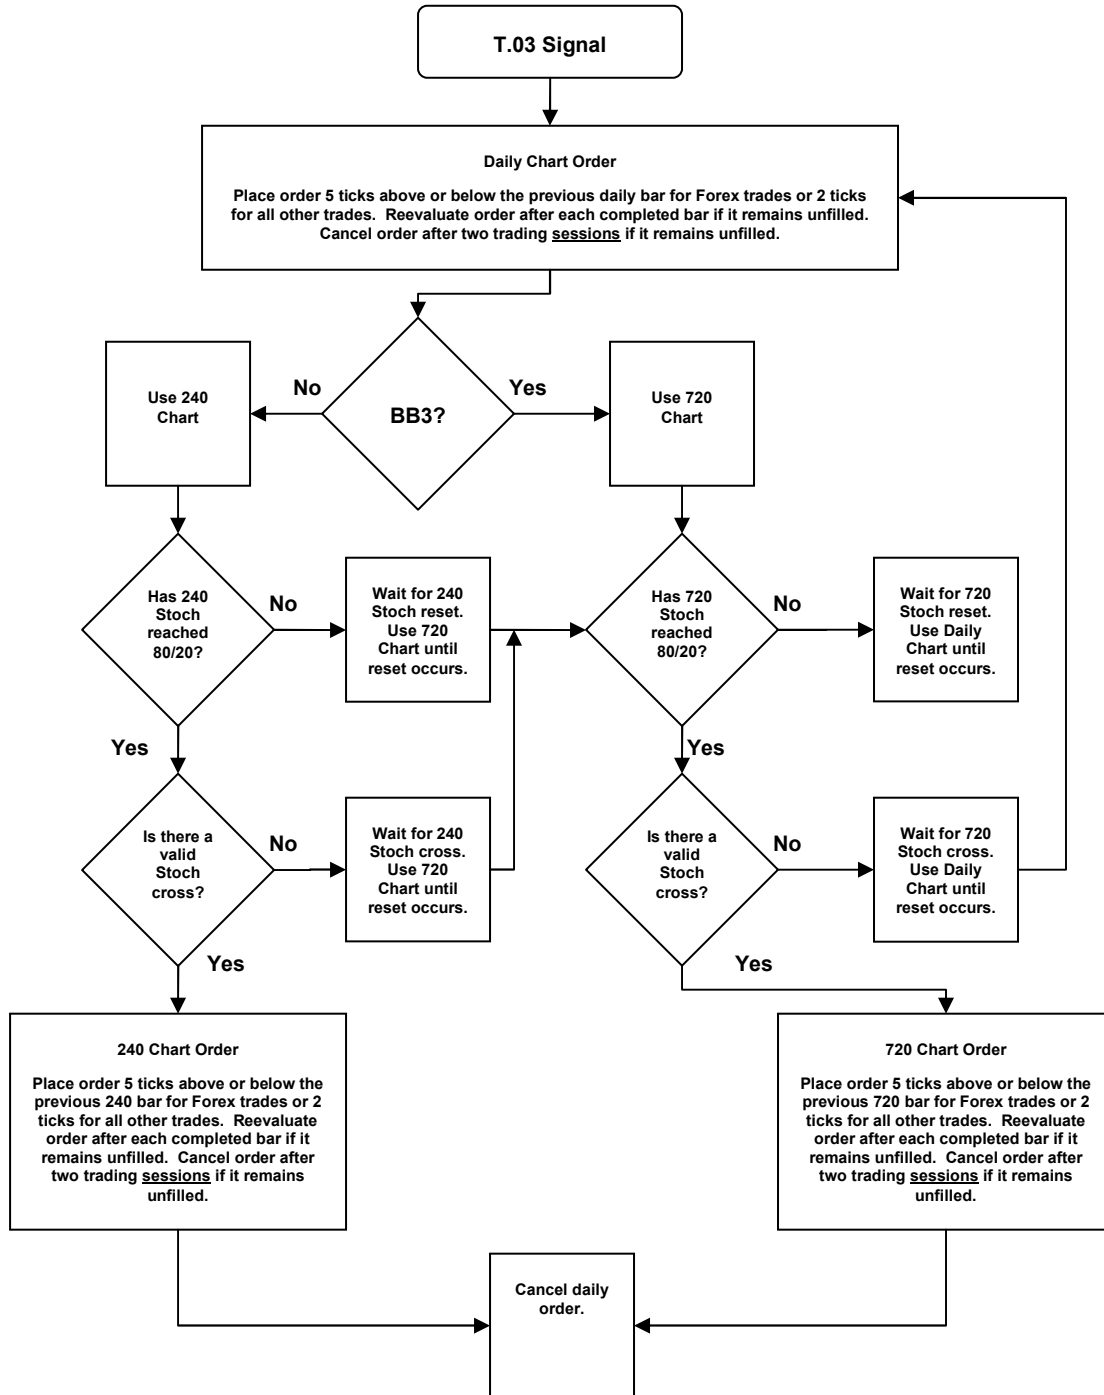 T.03 Signal
Daily Chart Order
Place order 5 ticks above or below the previous daily bar for Forex trades or 2 ticks
for all other trades.  Reevaluate order after each completed bar if it remains unfilled.
Cancel order after two trading sessions if it remains unfilled.
Use 240
Chart
No
BB3?
Yes
Use 720
Chart
Has 240
Stoch
reached
80/20?
No
Wait for 240
Stoch reset.
Use 720
Chart until
reset occurs.
Has 720
Stoch
reached
80/20?
No
Wait for 720
Stoch reset.
Use Daily
Chart until
reset occurs.
Yes
Yes
Is there a
valid
Stoch
cross?
No
Wait for 240
Stoch cross.
Use 720
Chart until
reset occurs.
Is there a
valid
Stoch
cross?
No
Wait for 720
Stoch cross.
Use Daily
Chart until
reset occurs.
Yes
Yes
240 Chart Order
Place order 5 ticks above or below the
previous 240 bar for Forex trades or 2
ticks for all other trades.  Reevaluate
order after each completed bar if it
remains unfilled.  Cancel order after
two trading sessions if it remains
unfilled.
720 Chart Order
Place order 5 ticks above or below the
previous 720 bar for Forex trades or 2
ticks for all other trades.  Reevaluate
order after each completed bar if it
remains unfilled.  Cancel order after
two trading sessions if it remains
unfilled.
Cancel daily
order.